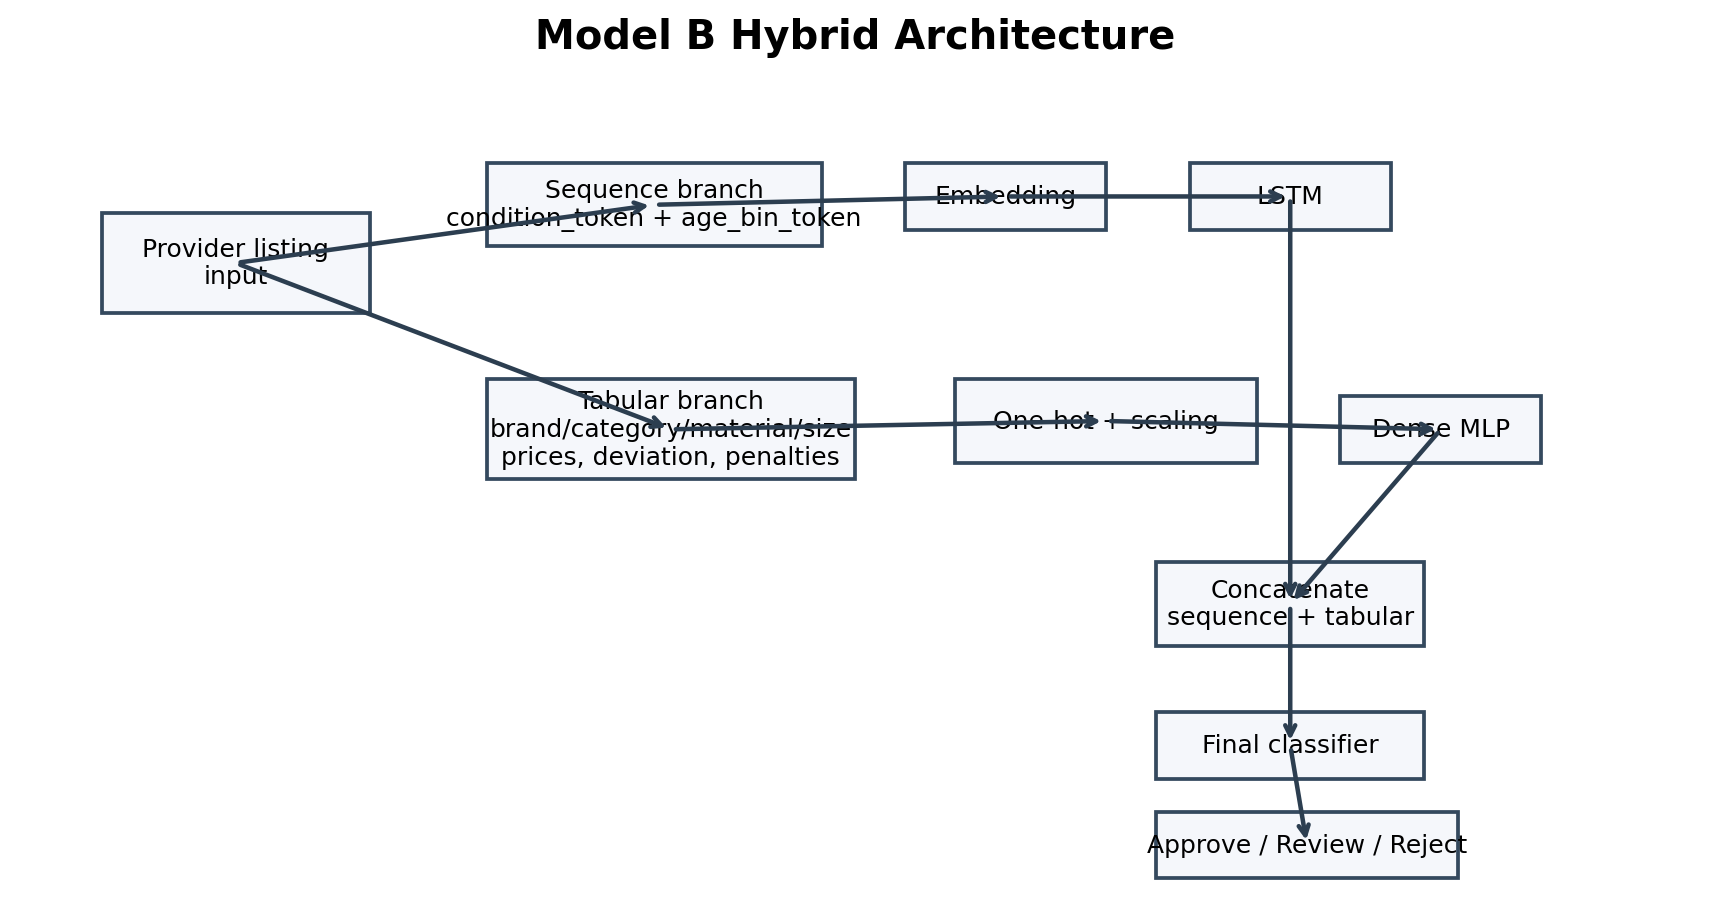 Model B Hybrid Architecture
Provider listing
input
Sequence branch
condition_token + age_bin_token
Embedding
LSTM
Tabular branch
brand/category/material/size
prices, deviation, penalties
One-hot + scaling
Dense MLP
Concatenate
sequence + tabular
Final classifier
Approve / Review / Reject